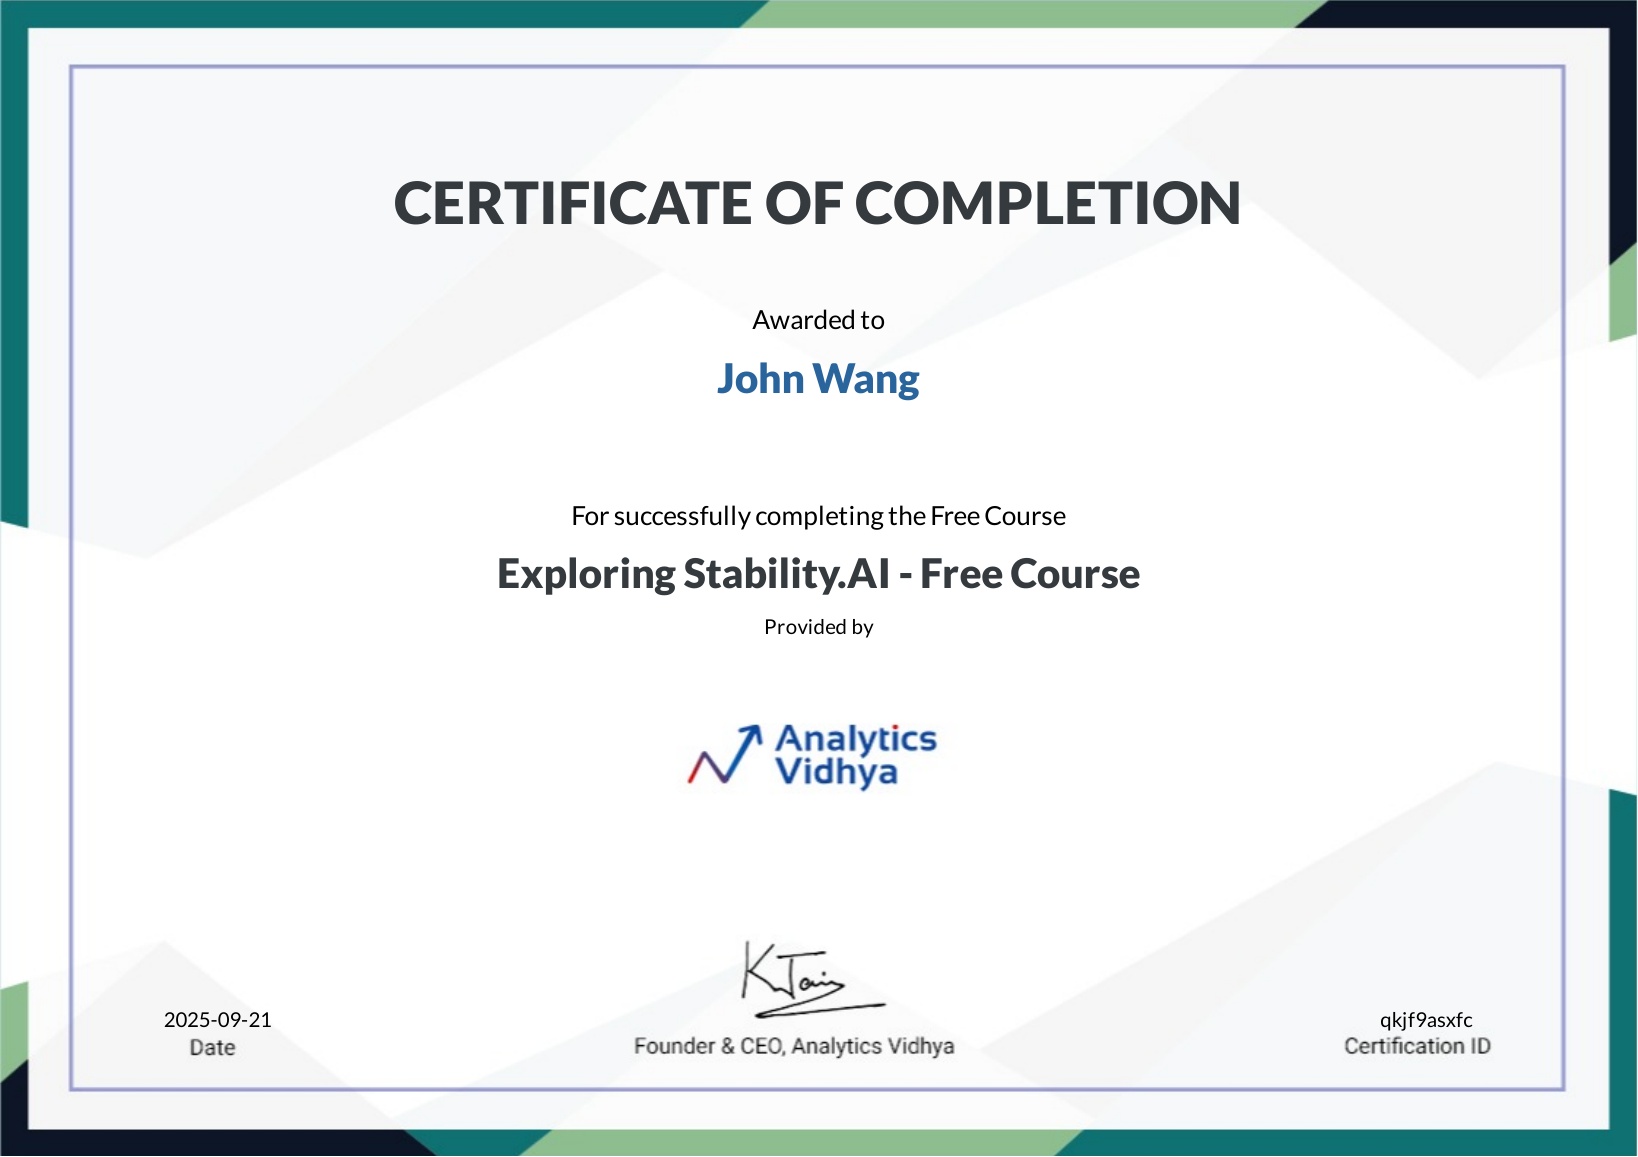 CERTIFICATE OF COMPLETION
Awarded to
John Wang
For successfully completing the Free Course
Exploring Stability.AI - Free Course
Provided by
Analytics
Vidhya
KJain
2025-09-21
Date
Founder & CEO, Analytics Vidhya
qkjf9asxfc
Certification ID